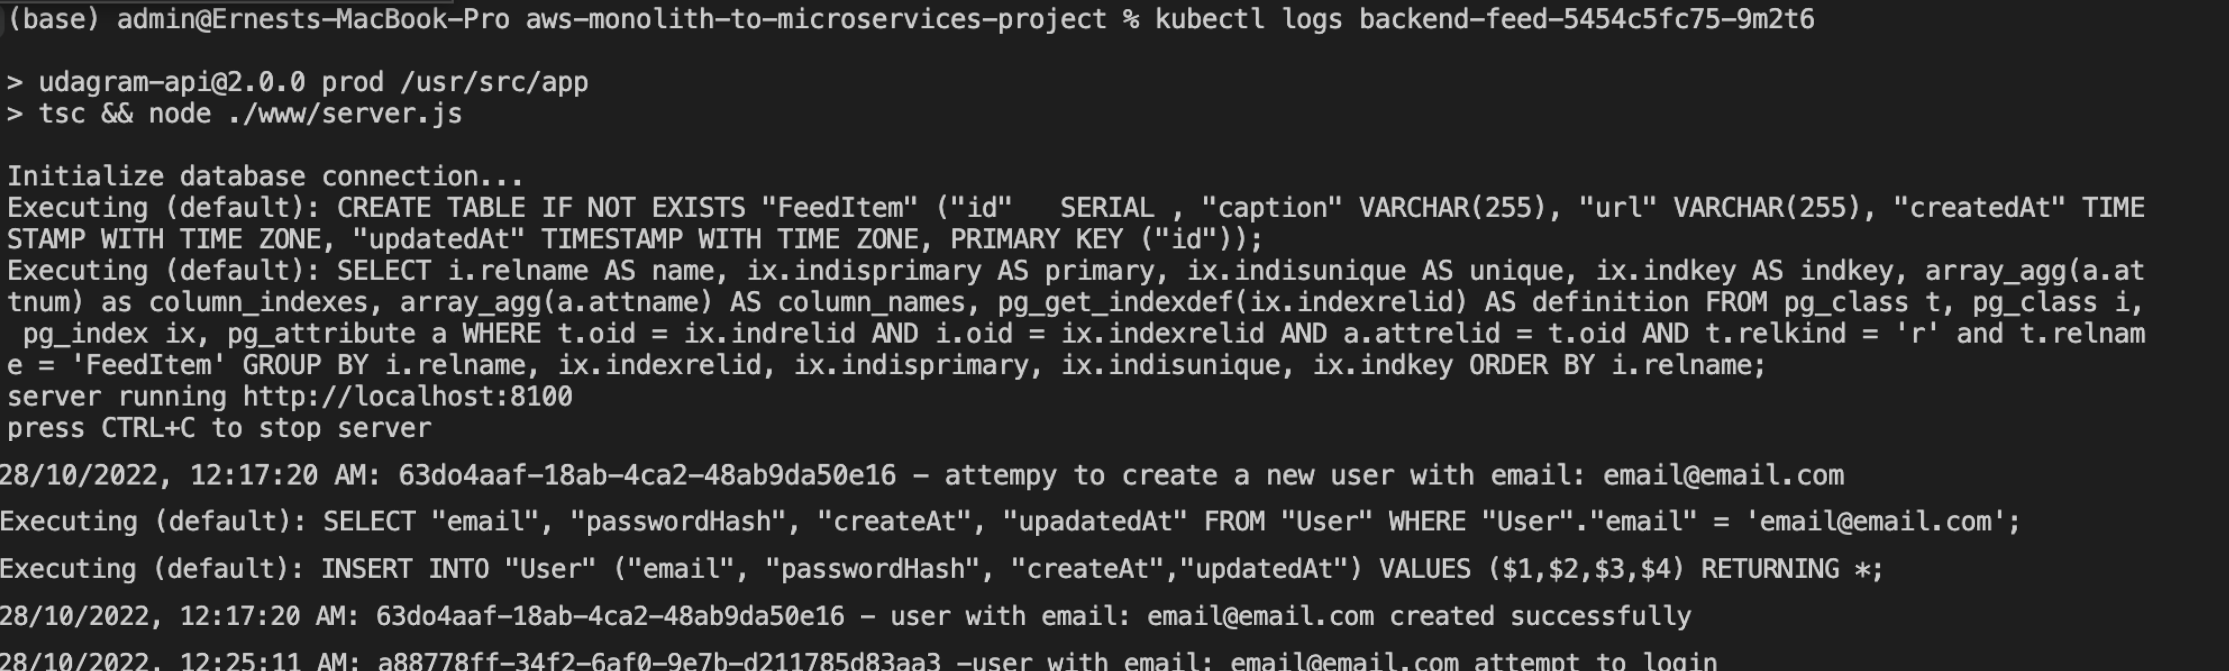 (base) admin@Ernests-MacBook-Pro aws-monolith-to-microservices-project % kubectl logs backend-feed-5454c5fc75-9m2t6
> udagram-api@2.0.0 prod /usr/src/app
> tsc && node ./www/server.js
Initialize database connection...
Executing (default): CREATE TABLE IF NOT EXISTS "FeedItem" ("id"   SERIAL , "caption" VARCHAR(255), "url" VARCHAR(255), "createdAt" TIME
STAMP WITH TIME ZONE, "updatedAt" TIMESTAMP WITH TIME ZONE, PRIMARY KEY ("id"));
Executing (default): SELECT i.relname AS name, ix.indisprimary AS primary, ix.indisunique AS unique, ix.indkey AS indkey, array_agg(a.at
tnum) as column_indexes, array_agg(a.attname) AS column_names, pg_get_indexdef(ix.indexrelid) AS definition FROM pg_class t, pg_class i,
 pg_index ix, pg_attribute a WHERE t.oid = ix.indrelid AND i.oid = ix.indexrelid AND a.attrelid = t.oid AND t.relkind = 'r' and t.relnam
e = 'FeedItem' GROUP BY i.relname, ix.indexrelid, ix.indisprimary, ix.indisunique, ix.indkey ORDER BY i.relname;
server running http://localhost:8100
press CTRL+C to stop server
28/10/2022, 12:17:20 AM: 63do4aaf-18ab-4ca2-48ab9da50e16 – attempy to create a new user with email: email@email.com
Executing (default): SELECT "email", "passwordHash", "createAt", "upadatedAt" FROM "User" WHERE "User"."email" = 'email@email.com';
Executing (default): INSERT INTO "User" ("email", "passwordHash", "createAt","updatedAt") VALUES ($1,$2,$3,$4) RETURNING *;
28/10/2022, 12:17:20 AM: 63do4aaf-18ab-4ca2-48ab9da50e16 – user with email: email@email.com created successfully
28/10/2022, 12:25:11 AM: a88778ff-34f2-6af0-9e7b-d211785d83aa3 -user with email: email@email.com attempt to login